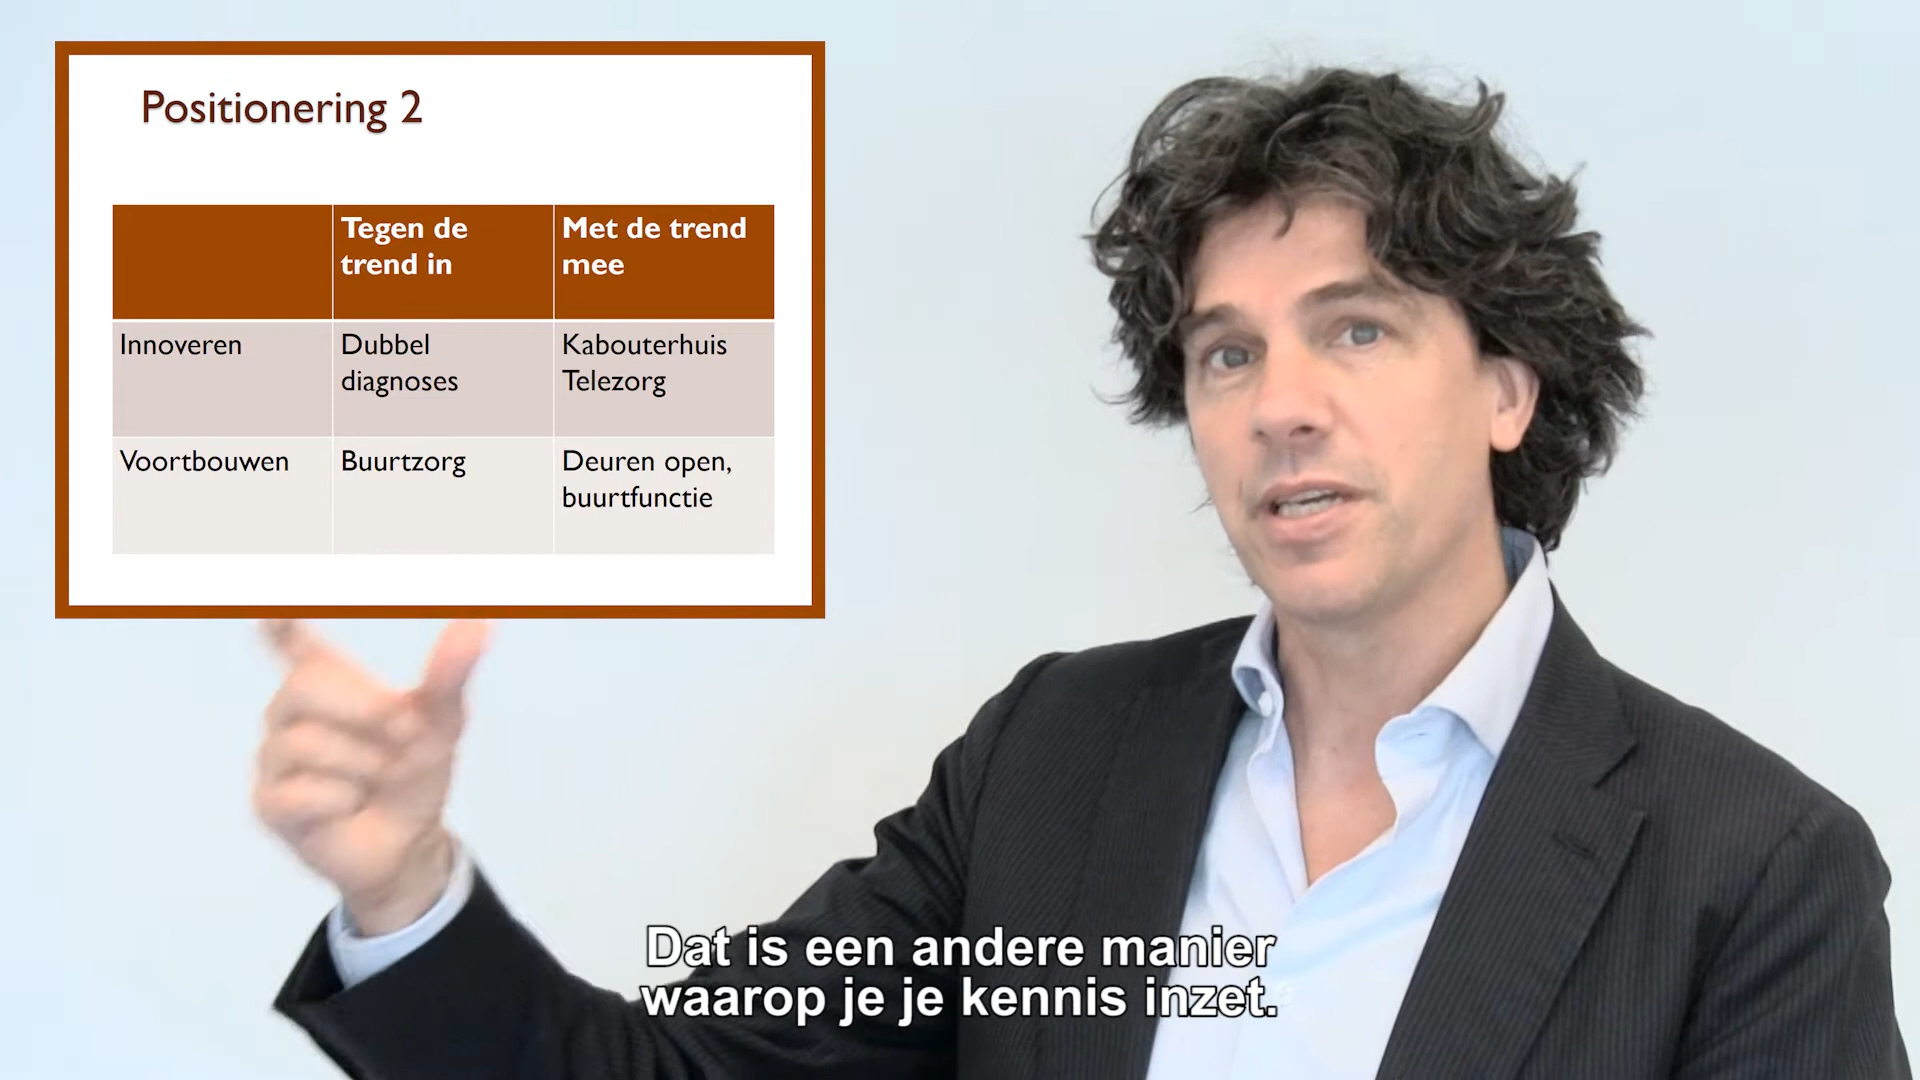 Positionering 2
Tegen de
trend in
Met de trend
mee
Innoveren
Dubbel
diagnoses
Kabouterhuis
Telezorg
Voortbouwen
Buurtzorg
Deuren open,
buurtfunctie
Dat is een andere manier
waarop je je kennis inzet.